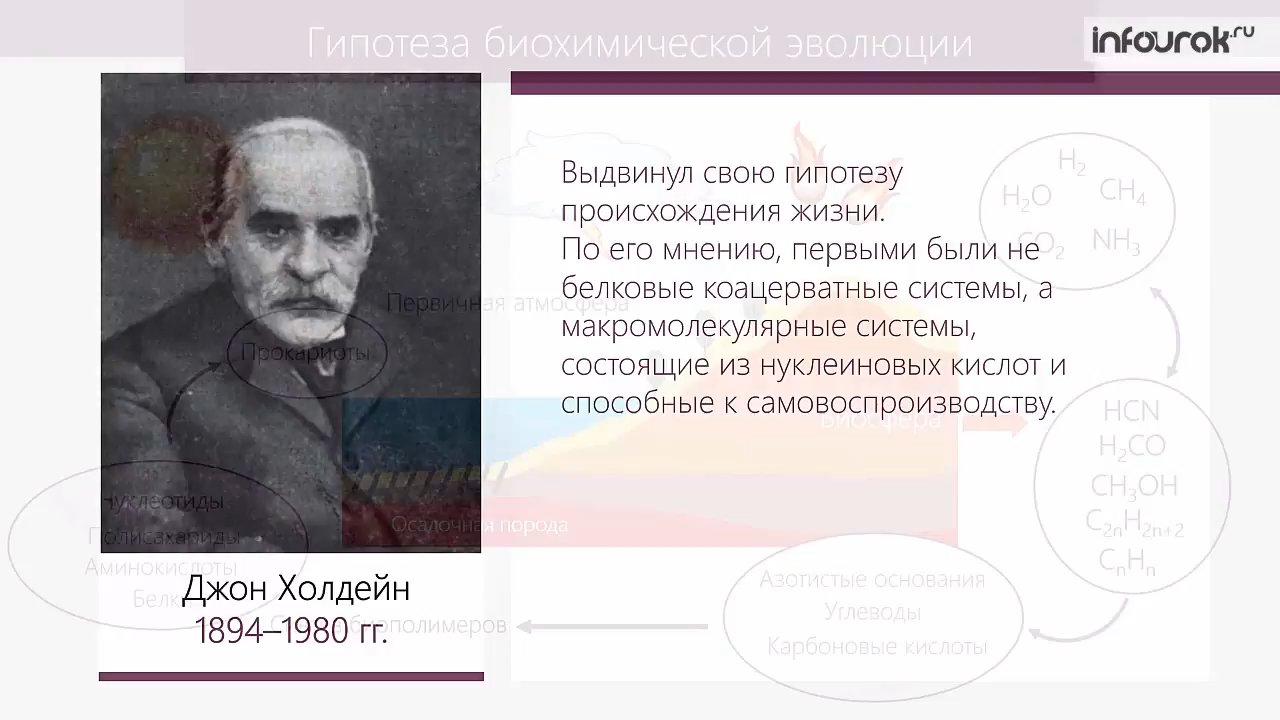 Гипотеза биохимической эволюции
infourok.ru
Выдвинул свою гипотезу
происхождения жизни.
По его мнению, первыми были не
белковые коацерватные системы, а
макромолекулярные системы,
состоящие из нуклеиновых кислот и
способные к самовоспроизводству.
Джон Холдейн
1894–1980 гг.
H₂
H₂O
CH₄
CO₂
NH₃
Первичная атмосфера
Прокариоты
Биосфера
HCN
H₂CO
CH₃OH
C₂ₙH₂ₙ₊₂
CₙHₙ
Осадочная порода
Нуклеотиды
Полисахариды
Аминокислоты
биополимеров
Азотистые основания
Углеводы
Карбоновые кислоты